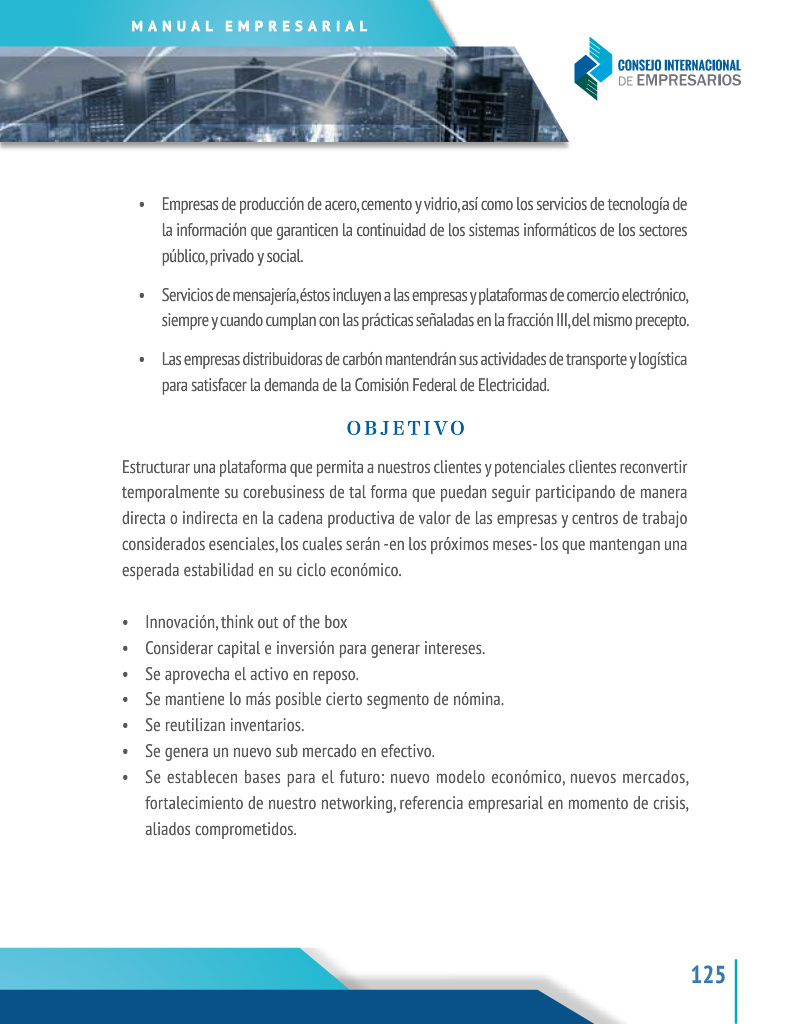 MANUAL EMPRESARIAL
CONSEJO INTERNACIONAL
DE EMPRESARIOS
• Empresas de producción de acero, cemento y vidrio, así como los servicios de tecnología de
la información que garanticen la continuidad de los sistemas informáticos de los sectores
público, privado y social.
• Servicios de mensajería, éstos incluyen a las empresas y plataformas de comercio electrónico,
siempre y cuando cumplan con las prácticas señaladas en la fracción III, del mismo precepto.
• Las empresas distribuidoras de carbón mantendrán sus actividades de transporte y logística
para satisfacer la demanda de la Comisión Federal de Electricidad.
OBJETIVO
Estructurar una plataforma que permita a nuestros clientes y potenciales clientes reconvertir
temporalmente su corebusiness de tal forma que puedan seguir participando de manera
directa o indirecta en la cadena productiva de valor de las empresas y centros de trabajo
considerados esenciales, los cuales serán -en los próximos meses- los que mantengan una
esperada estabilidad en su ciclo económico.
• Innovación, think out of the box
• Considerar capital e inversión para generar intereses.
• Se aprovecha el activo en reposo.
• Se mantiene lo más posible cierto segmento de nómina.
• Se reutilizan inventarios.
• Se genera un nuevo sub mercado en efectivo.
• Se establecen bases para el futuro: nuevo modelo económico, nuevos mercados,
fortalecimiento de nuestro networking, referencia empresarial en momento de crisis,
aliados comprometidos.
125